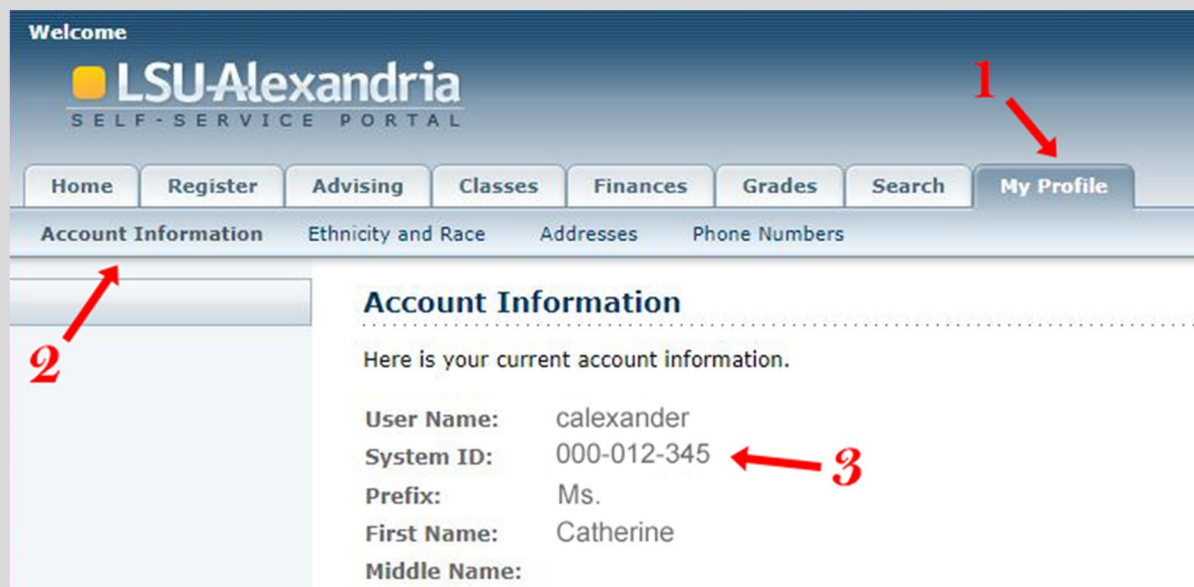 Welcome
LSU-Alexandria
SELF-SERVICE PORTAL
1
Home Register Advising Classes Finances Grades Search My Profile
Account Information Ethnicity and Race Addresses Phone Numbers
2
Account Information
Here is your current account information.
User Name: calexander
System ID: 000-012-345 3
Prefix: Ms.
First Name: Catherine
Middle Name: